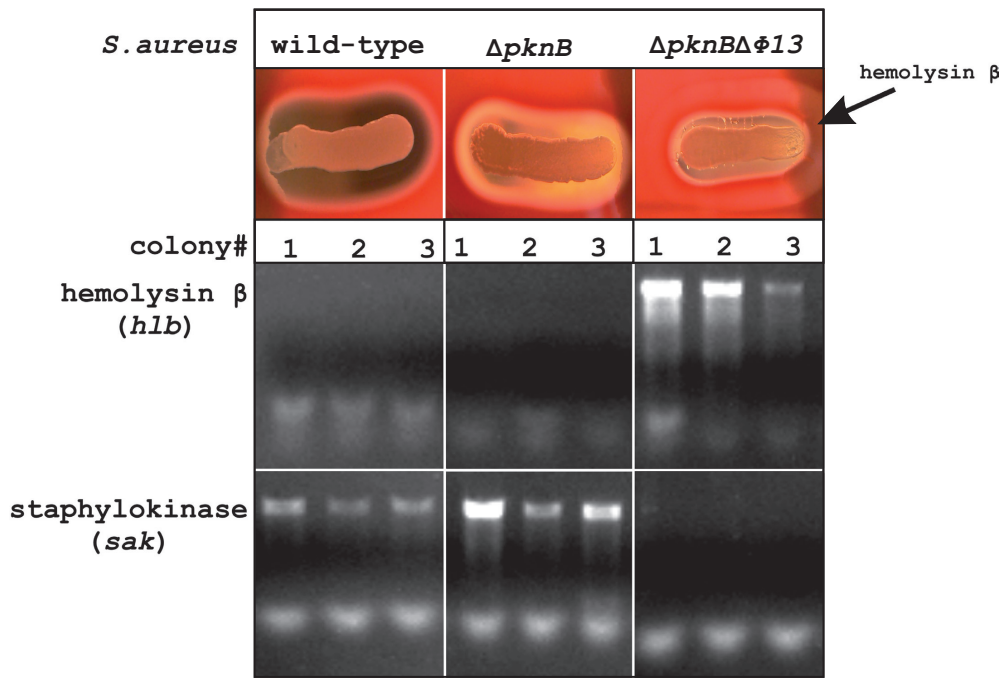 S.aureus wild-type ΔpknB ΔpknBΔΦ13
hemolysin β
colony# 1 2 3 1 2 3 1 2 3
hemolysin β
(hlb)
staphylokinase
(sak)